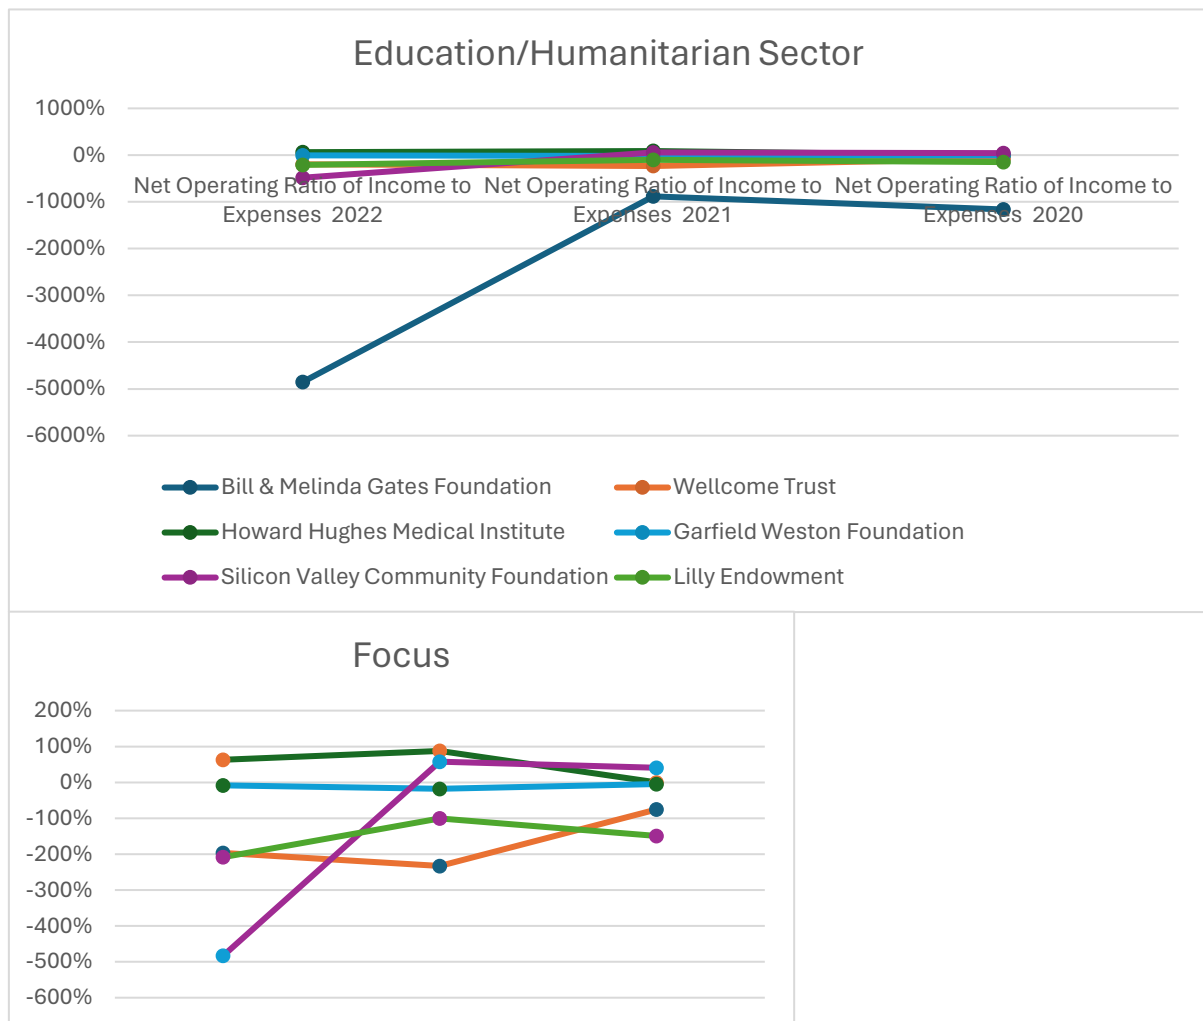 Education/Humanitarian Sector
1000%
0%
-1000%
-2000%
-3000%
-4000%
-5000%
-6000%
Net Operating Ratio of Income to Expenses 2022
Net Operating Ratio of Income to Expenses 2021
Net Operating Ratio of Income to Expenses 2020
Bill & Melinda Gates Foundation
Wellcome Trust
Howard Hughes Medical Institute
Garfield Weston Foundation
Silicon Valley Community Foundation
Lilly Endowment
Focus
200%
100%
0%
-100%
-200%
-300%
-400%
-500%
-600%